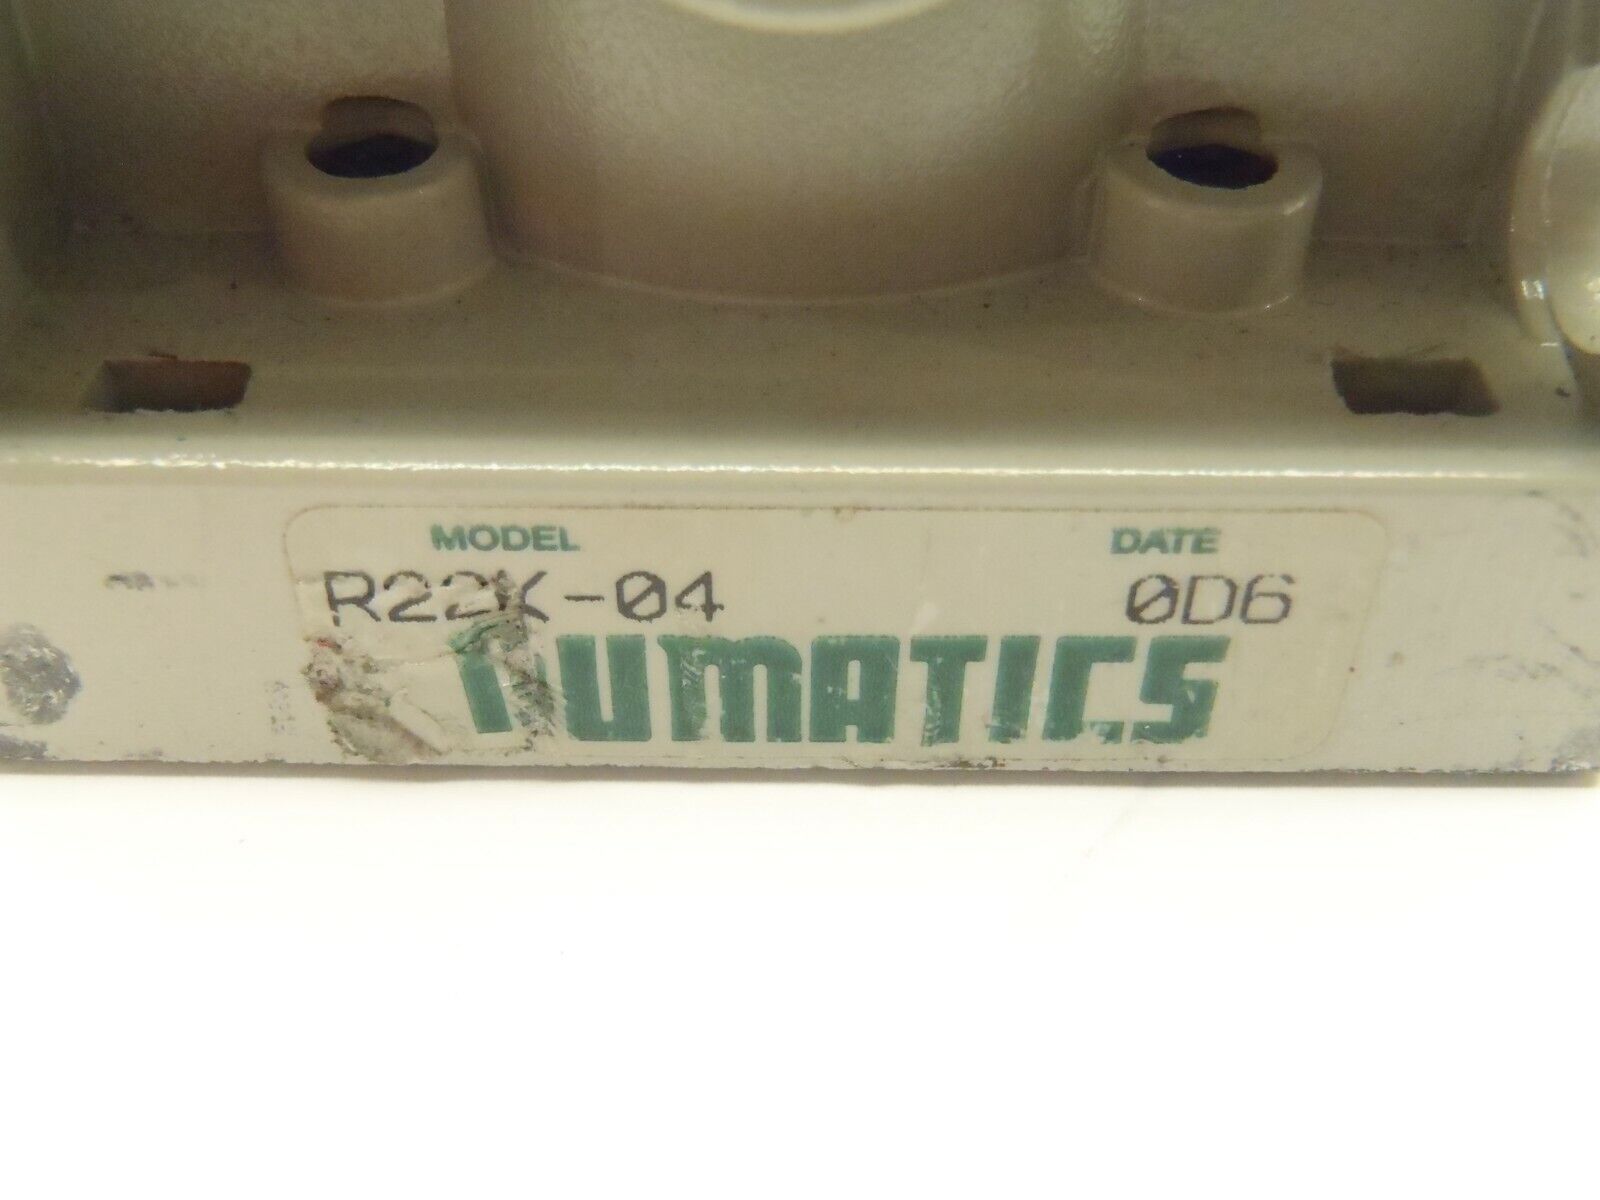 MODEL DATE
R22K-04 0D6
NUMATICS